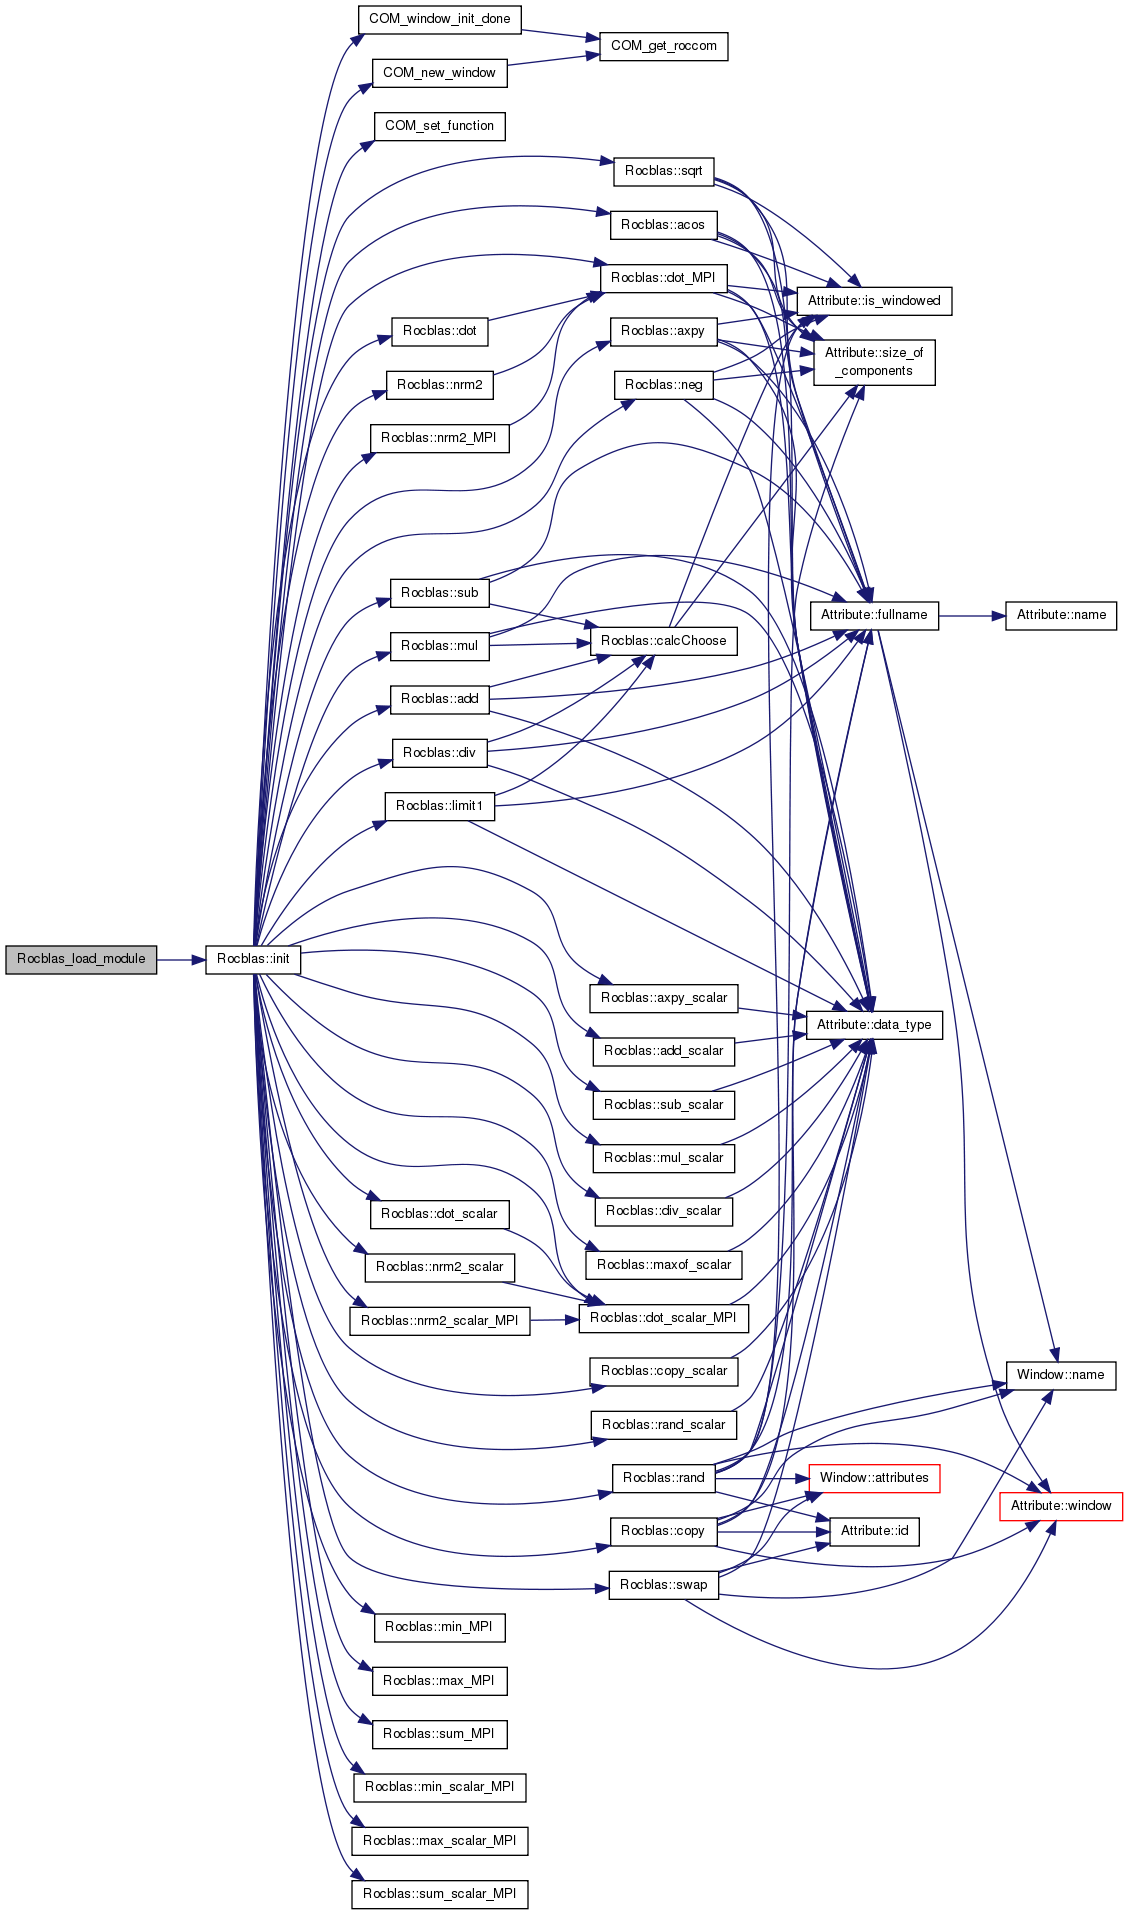 COM_window_init_done
COM_get_roccom
COM_new_window
COM_set_function
Rocblas::sqrt
Rocblas::acos
Rocblas::dot_MPI
Attribute::is_windowed
Rocblas::dot
Rocblas::axpy
Attribute::size_of
_components
Rocblas::nrm2
Rocblas::neg
Rocblas::nrm2_MPI
Rocblas::sub
Attribute::fullname
Attribute::name
Rocblas::mul
Rocblas::calcChoose
Rocblas::add
Rocblas::div
Rocblas::limit1
Rocblas_load_module
Rocblas::init
Rocblas::axpy_scalar
Attribute::data_type
Rocblas::add_scalar
Rocblas::sub_scalar
Rocblas::mul_scalar
Rocblas::dot_scalar
Rocblas::div_scalar
Rocblas::nrm2_scalar
Rocblas::maxof_scalar
Rocblas::nrm2_scalar_MPI
Rocblas::dot_scalar_MPI
Rocblas::copy_scalar
Window::name
Rocblas::rand_scalar
Rocblas::rand
Window::attributes
Attribute::window
Rocblas::copy
Attribute::id
Rocblas::swap
Rocblas::min_MPI
Rocblas::max_MPI
Rocblas::sum_MPI
Rocblas::min_scalar_MPI
Rocblas::max_scalar_MPI
Rocblas::sum_scalar_MPI